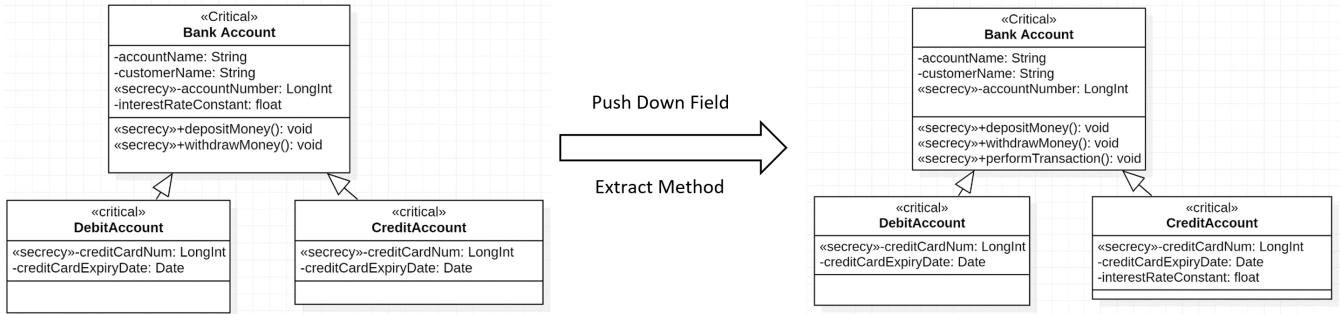 «Critical»
Bank Account
-accountName: String
-customerName: String
«secrecy»-accountNumber: LongInt
-interestRateConstant: float
«secrecy»+depositMoney(): void
«secrecy»+withdrawMoney(): void
«critical»
DebitAccount
«secrecy»-creditCardNum: LongInt
-creditCardExpiryDate: Date
«critical»
CreditAccount
«secrecy»-creditCardNum: LongInt
-creditCardExpiryDate: Date
Push Down Field
Extract Method
«Critical»
Bank Account
-accountName: String
-customerName: String
«secrecy»-accountNumber: LongInt
«secrecy»+depositMoney(): void
«secrecy»+withdrawMoney(): void
«secrecy»+performTransaction(): void
«critical»
DebitAccount
«secrecy»-creditCardNum: LongInt
-creditCardExpiryDate: Date
«critical»
CreditAccount
«secrecy»-creditCardNum: LongInt
-creditCardExpiryDate: Date
-interestRateConstant: float